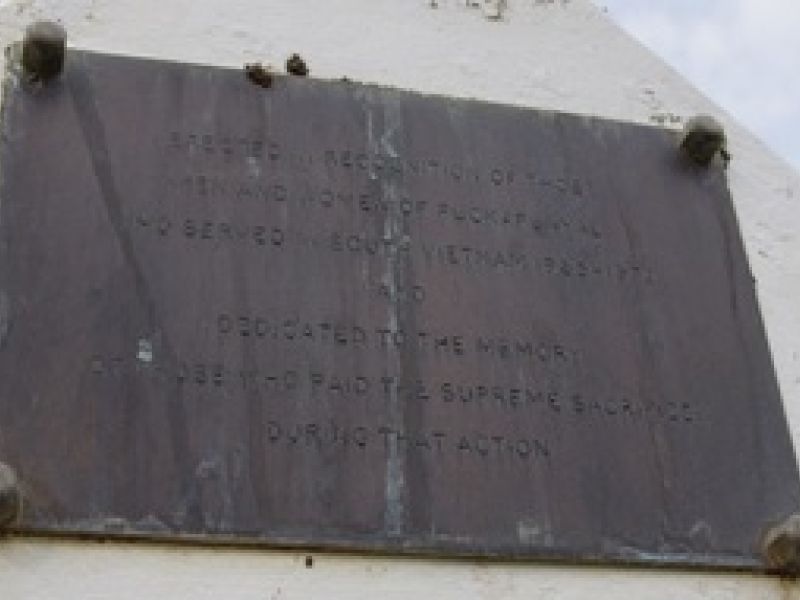 ERECTED IN RECOGNITION OF THOSE
MEN AND WOMEN OF PUCKAPUNYAL
WHO SERVED IN SOUTH VIETNAM
AND
DEDICATED TO THE MEMORY
OF THOSE WHO PAID THE SUPREME SACRIFICE
DURING THAT ACTION